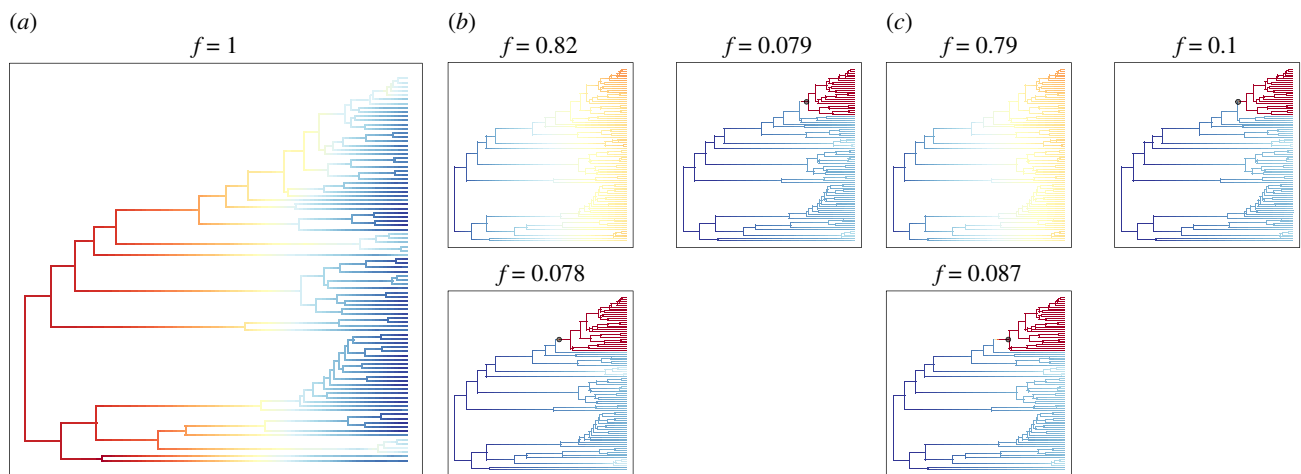 (a)
f = 1
(b)
f = 0.82
f = 0.079
f = 0.078
(c)
f = 0.79
f = 0.1
f = 0.087